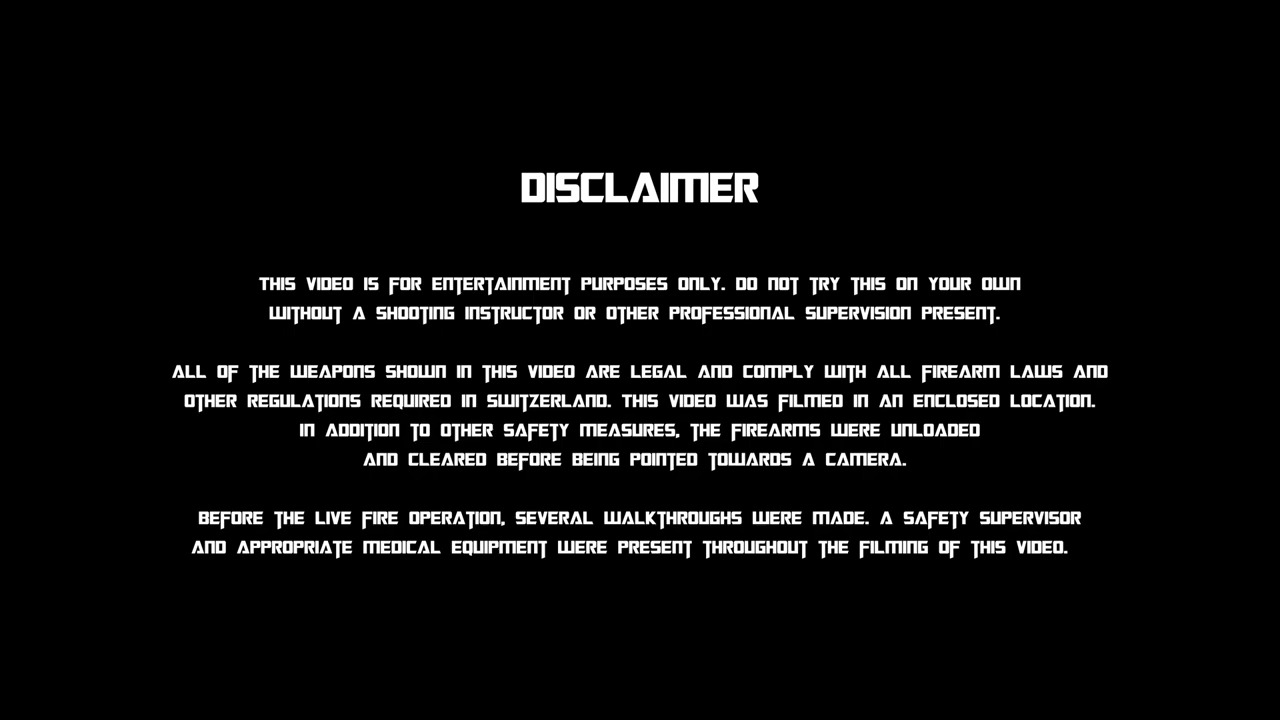 DISCLAIMER
THIS VIDEO IS FOR ENTERTAINMENT PURPOSES ONLY. DO NOT TRY THIS ON YOUR OWN
WITHOUT A SHOOTING INSTRUCTOR OR OTHER PROFESSIONAL SUPERVISION PRESENT.
ALL OF THE WEAPONS SHOWN IN THIS VIDEO ARE LEGAL AND COMPLY WITH ALL FIREARM LAWS AND
OTHER REGULATIONS REQUIRED IN SWITZERLAND. THIS VIDEO WAS FILMED IN AN ENCLOSED LOCATION.
IN ADDITION TO OTHER SAFETY MEASURES, THE FIREARMS WERE UNLOADED
AND CLEARED BEFORE BEING POINTED TOWARDS A CAMERA.
BEFORE THE LIVE FIRE OPERATION, SEVERAL WALKTHROUGHS WERE MADE. A SAFETY SUPERVISOR
AND APPROPRIATE MEDICAL EQUIPMENT WERE PRESENT THROUGHOUT THE FILMING OF THIS VIDEO.